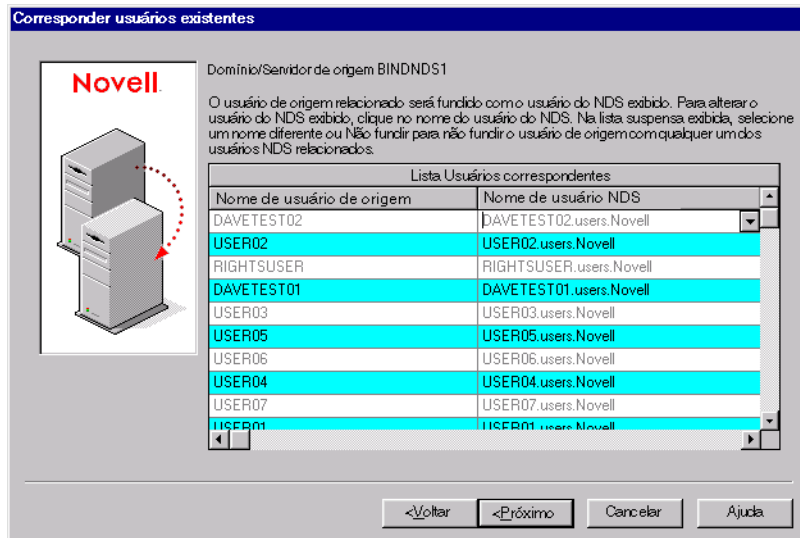 Corresponder usuários existentes
Novell.
Domínio/Servidor de origem BINDNDS1
O usuário de origem relacionado será fundido com o usuário do NDS exibido. Para alterar o
usuário do NDS exibido, clique no nome do usuário do NDS. Na lista suspensa exibida, selecione
um nome diferente ou Não fundir para não fundir o usuário de origem com qualquer um dos
usuários NDS relacionados.
Lista Usuários correspondentes
Nome de usuário de origem Nome de usuário NDS
DAVETEST02 DAVETEST02.users.Novell
USER02 USER02.users.Novell
RIGHTSUSER RIGHTSUSER.users.Novell
DAVETEST01 DAVETEST01.users.Novell
USER03 USER03.users.Novell
USER05 USER05.users.Novell
USER06 USER06.users.Novell
USER04 USER04.users.Novell
USER07 USER07.users.Novell
USER01 USER01.users.Novell
<Voltar <Próximo Cancelar Ajuda